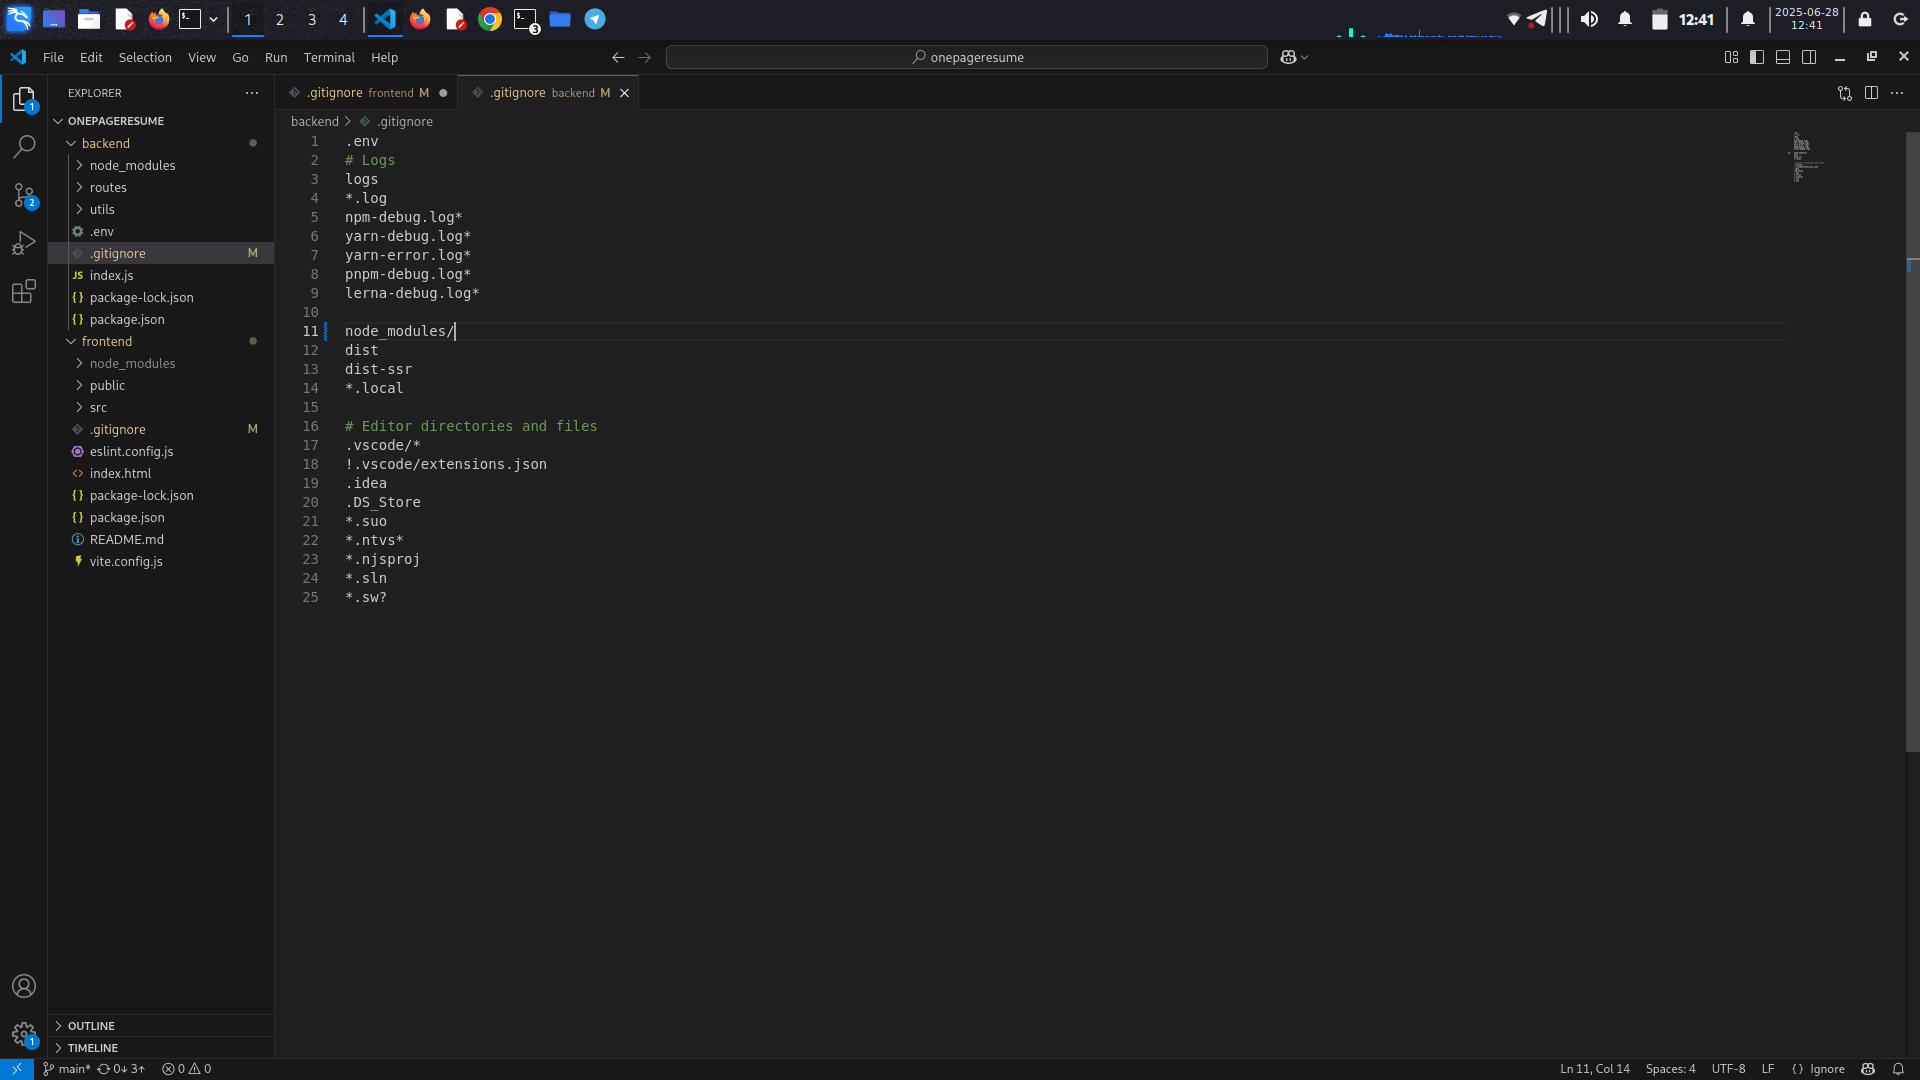 1
2
3
4
3
12:41
2025-06-28
12:41
File Edit Selection View Go Run Terminal Help
onepageresume
EXPLORER
ONEPAGERESUME
backend
node_modules
routes
utils
.env
.gitignore M
index.js
package-lock.json
package.json
frontend
node_modules
public
src
.gitignore M
eslint.config.js
index.html
package-lock.json
package.json
README.md
vite.config.js
OUTLINE
TIMELINE
1
2
1
.gitignore frontend M
.gitignore backend M
backend > .gitignore
1 .env
2 # Logs
3 logs
4 *.log
5 npm-debug.log*
6 yarn-debug.log*
7 yarn-error.log*
8 pnpm-debug.log*
9 lerna-debug.log*
10
11 node_modules/
12 dist
13 dist-ssr
14 *.local
15
16 # Editor directories and files
17 .vscode/*
18 !.vscode/extensions.json
19 .idea
20 .DS_Store
21 *.suo
22 *.ntvs*
23 *.njsproj
24 *.sln
25 *.sw?
main* 0↓ 3↑ 0 0
Ln 11, Col 14 Spaces: 4 UTF-8 LF {} Ignore